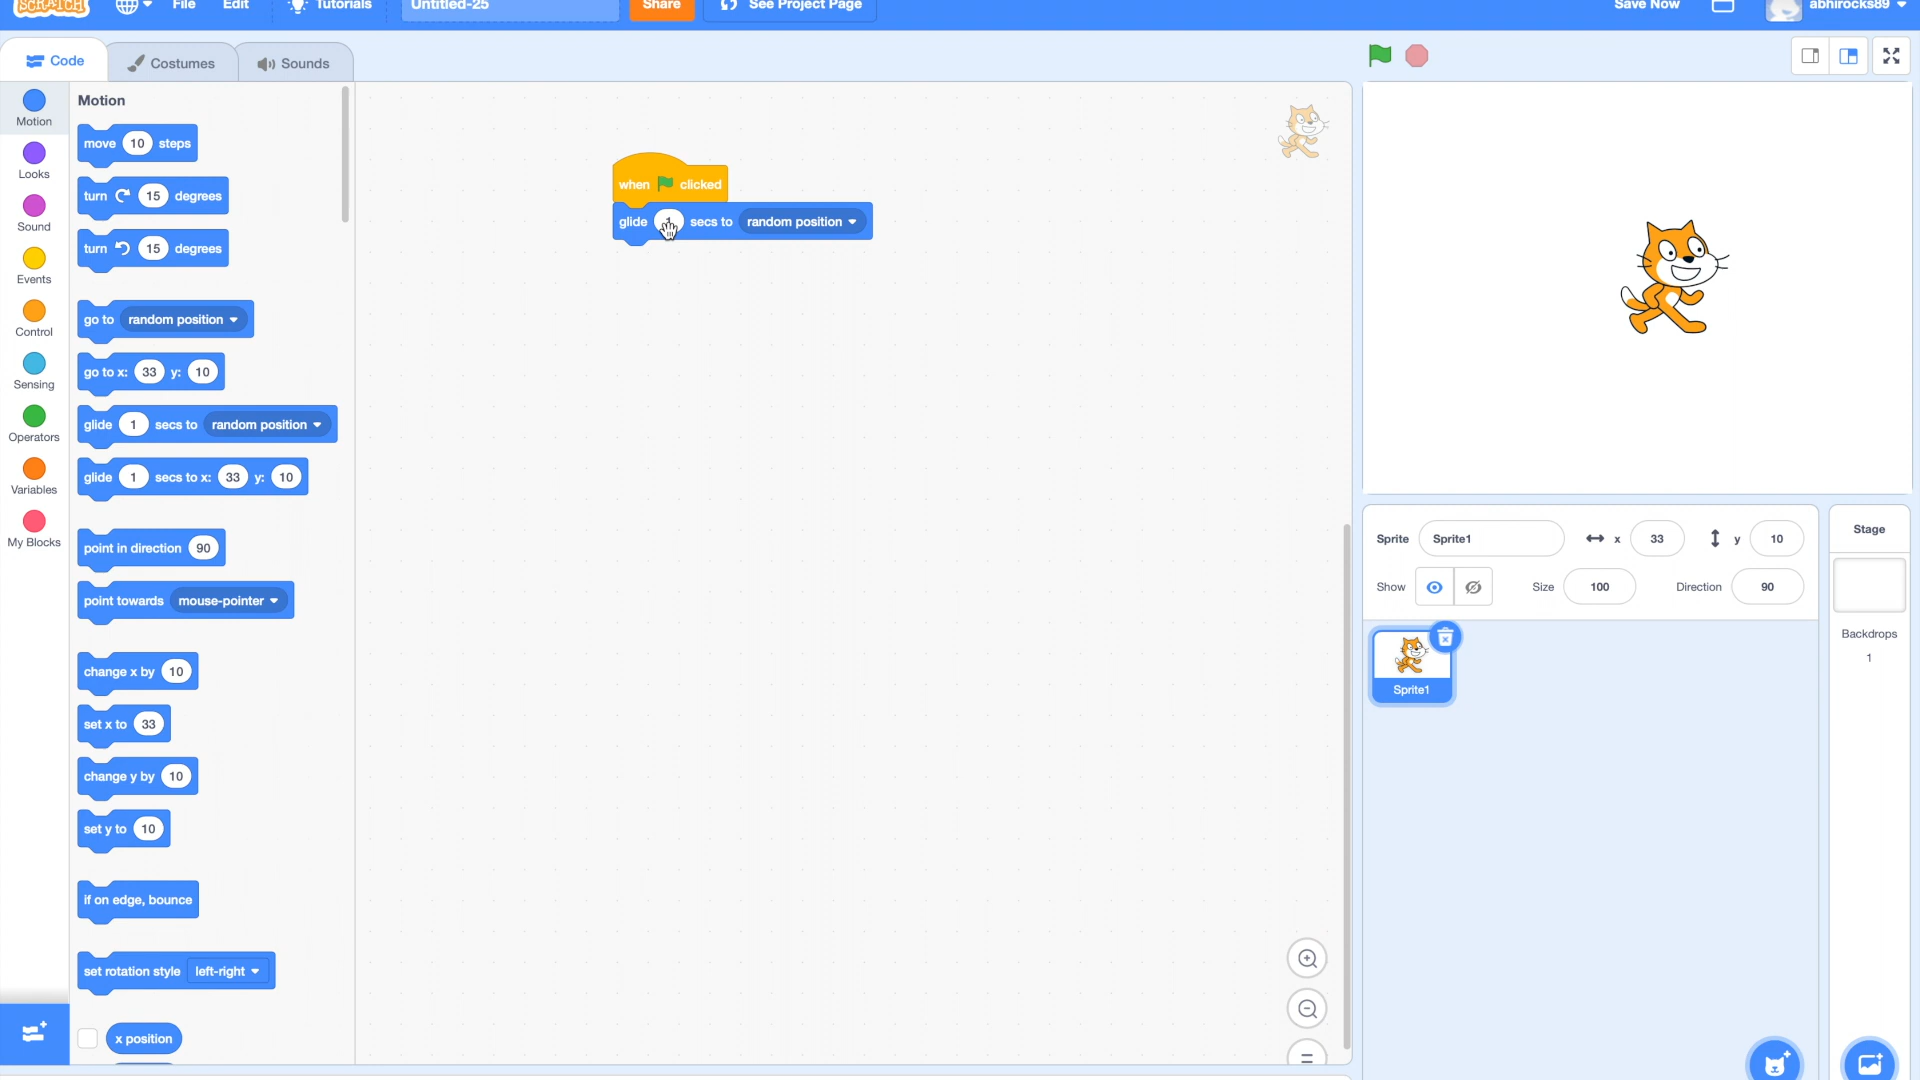 SCRATCH
File
Edit
Tutorials
Untitled-25
Share
See Project Page
Save Now
abhirocks89
Code
Costumes
Sounds
Motion
Looks
Sound
Events
Control
Sensing
Operators
Variables
My Blocks
Motion
move 10 steps
turn 15 degrees
turn 15 degrees
go to random position
go to x: 33 y: 10
glide 1 secs to random position
glide 1 secs to x: 33 y: 10
point in direction 90
point towards mouse-pointer
change x by 10
set x to 33
change y by 10
set y to 10
if on edge, bounce
set rotation style left-right
x position
when clicked
glide 1 secs to random position
Sprite Sprite1 x 33 y 10
Show Size 100 Direction 90
Sprite1
Stage
Backdrops
1